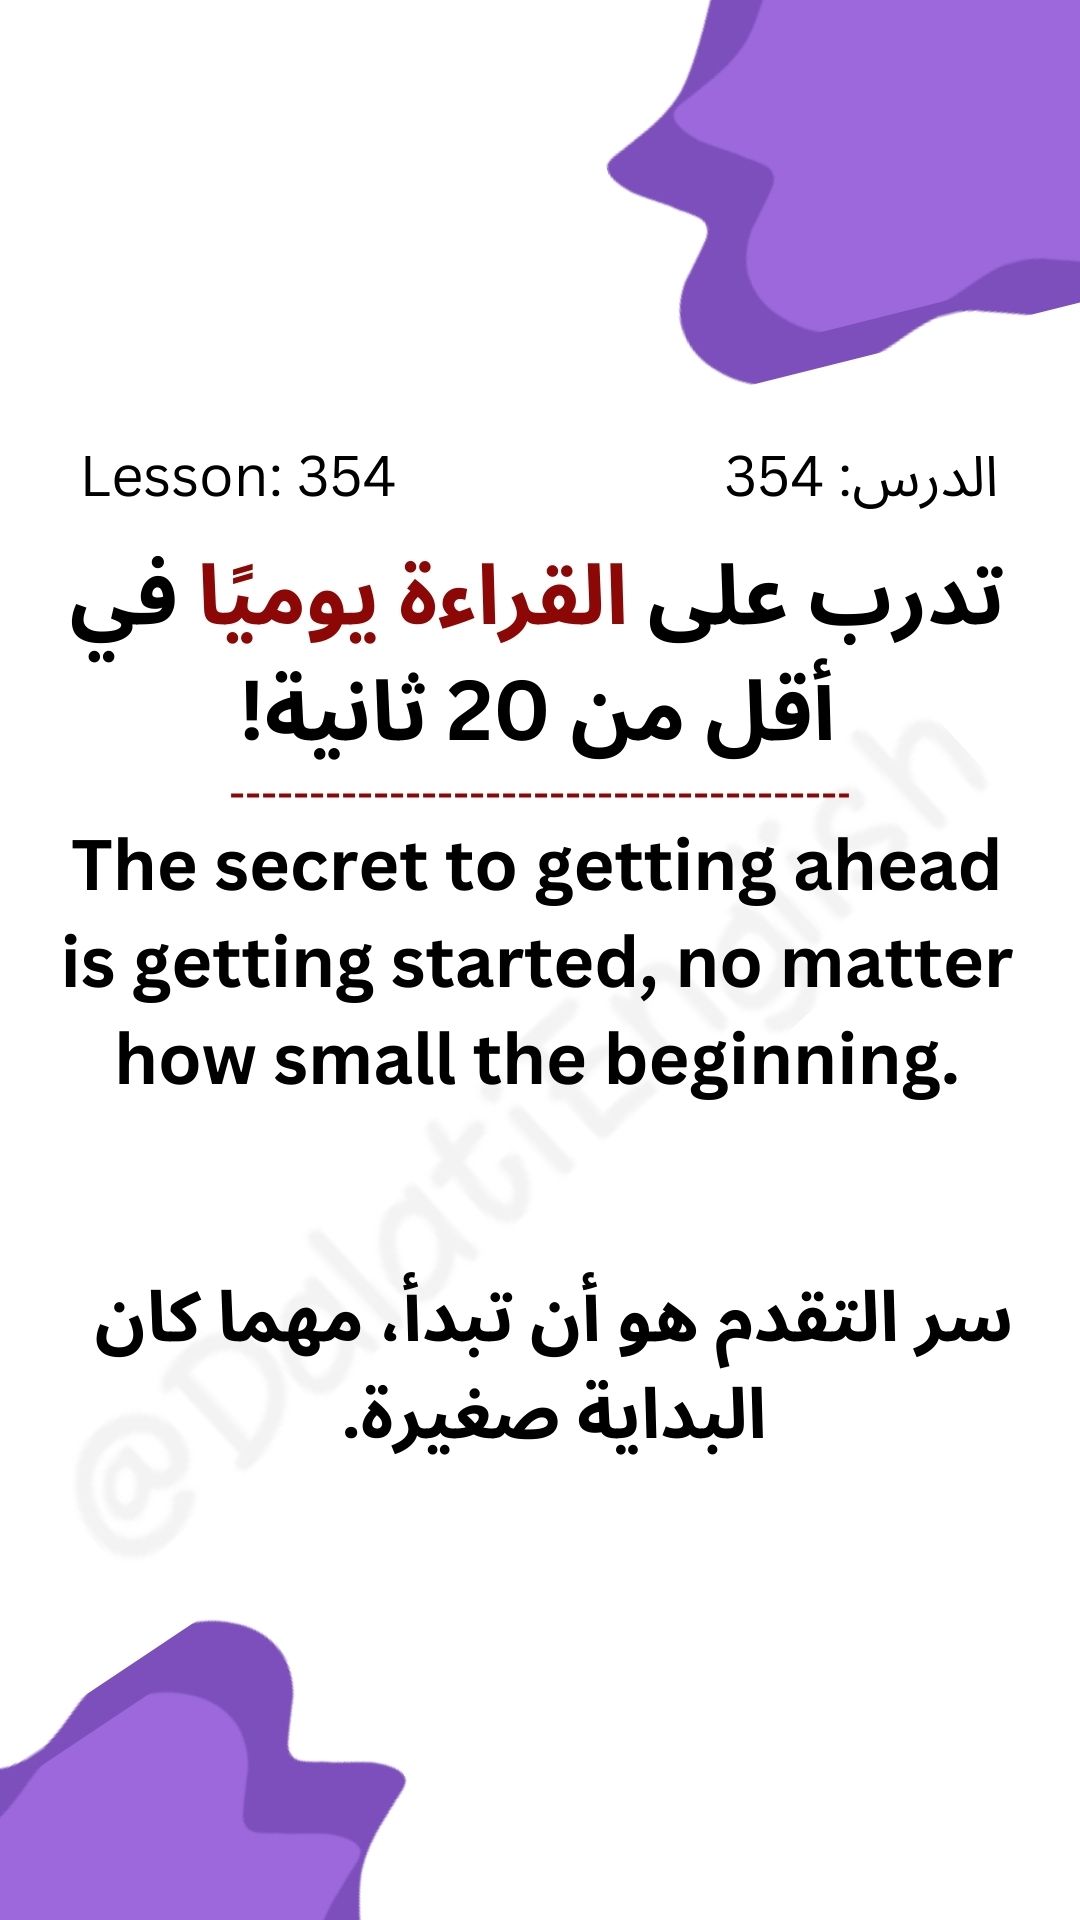 Lesson: 354
الدرس: 354
تدرب على القراءة يوميًا في
أقل من 20 ثانية!
The secret to getting ahead
is getting started, no matter
how small the beginning.
سر التقدم هو أن تبدأ، مهما كان
البداية صغيرة.
@DalatiEnglish